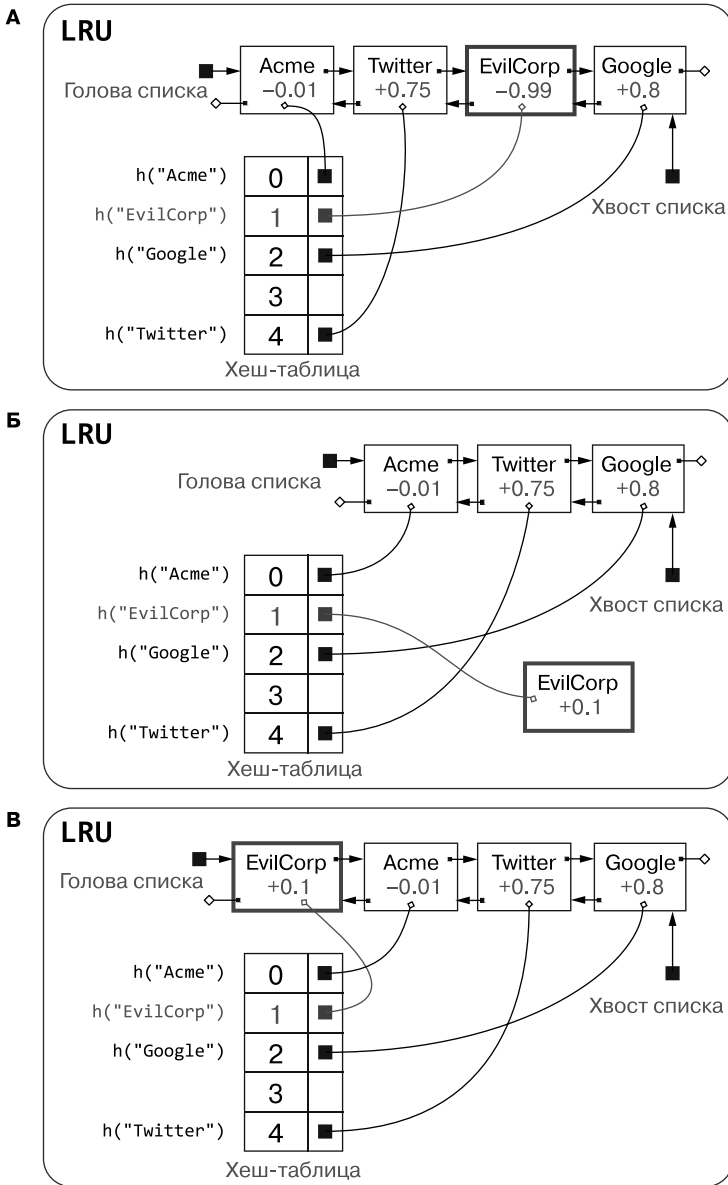 А
LRU
Acme Twitter EvilCorp Google
Голова списка −0.01 +0.75 −0.99 +0.8
h("Acme") 0
Хвост списка
h("EvilCorp") 1
h("Google") 2
3
h("Twitter") 4
Хеш-таблица
Б
LRU
Acme Twitter Google
Голова списка −0.01 +0.75 +0.8
h("Acme") 0
Хвост списка
h("EvilCorp") 1
h("Google") 2
EvilCorp
3
+0.1
h("Twitter") 4
Хеш-таблица
В
LRU
EvilCorp Acme Twitter Google
Голова списка +0.1 −0.01 +0.75 +0.8
h("Acme") 0
Хвост списка
h("EvilCorp") 1
h("Google") 2
3
h("Twitter") 4
Хеш-таблица